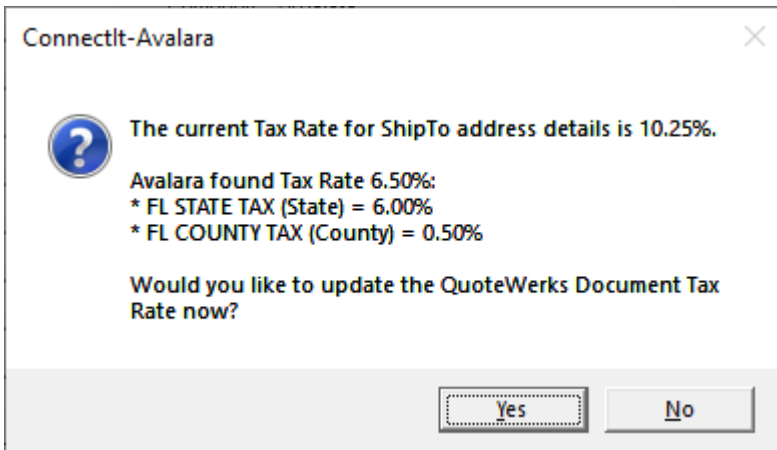 ConnectIt-Avalara
The current Tax Rate for ShipTo address details is 10.25%.
Avalara found Tax Rate 6.50%:
* FL STATE TAX (State) = 6.00%
* FL COUNTY TAX (County) = 0.50%
Would you like to update the QuoteWerks Document Tax
Rate now?
Yes
No